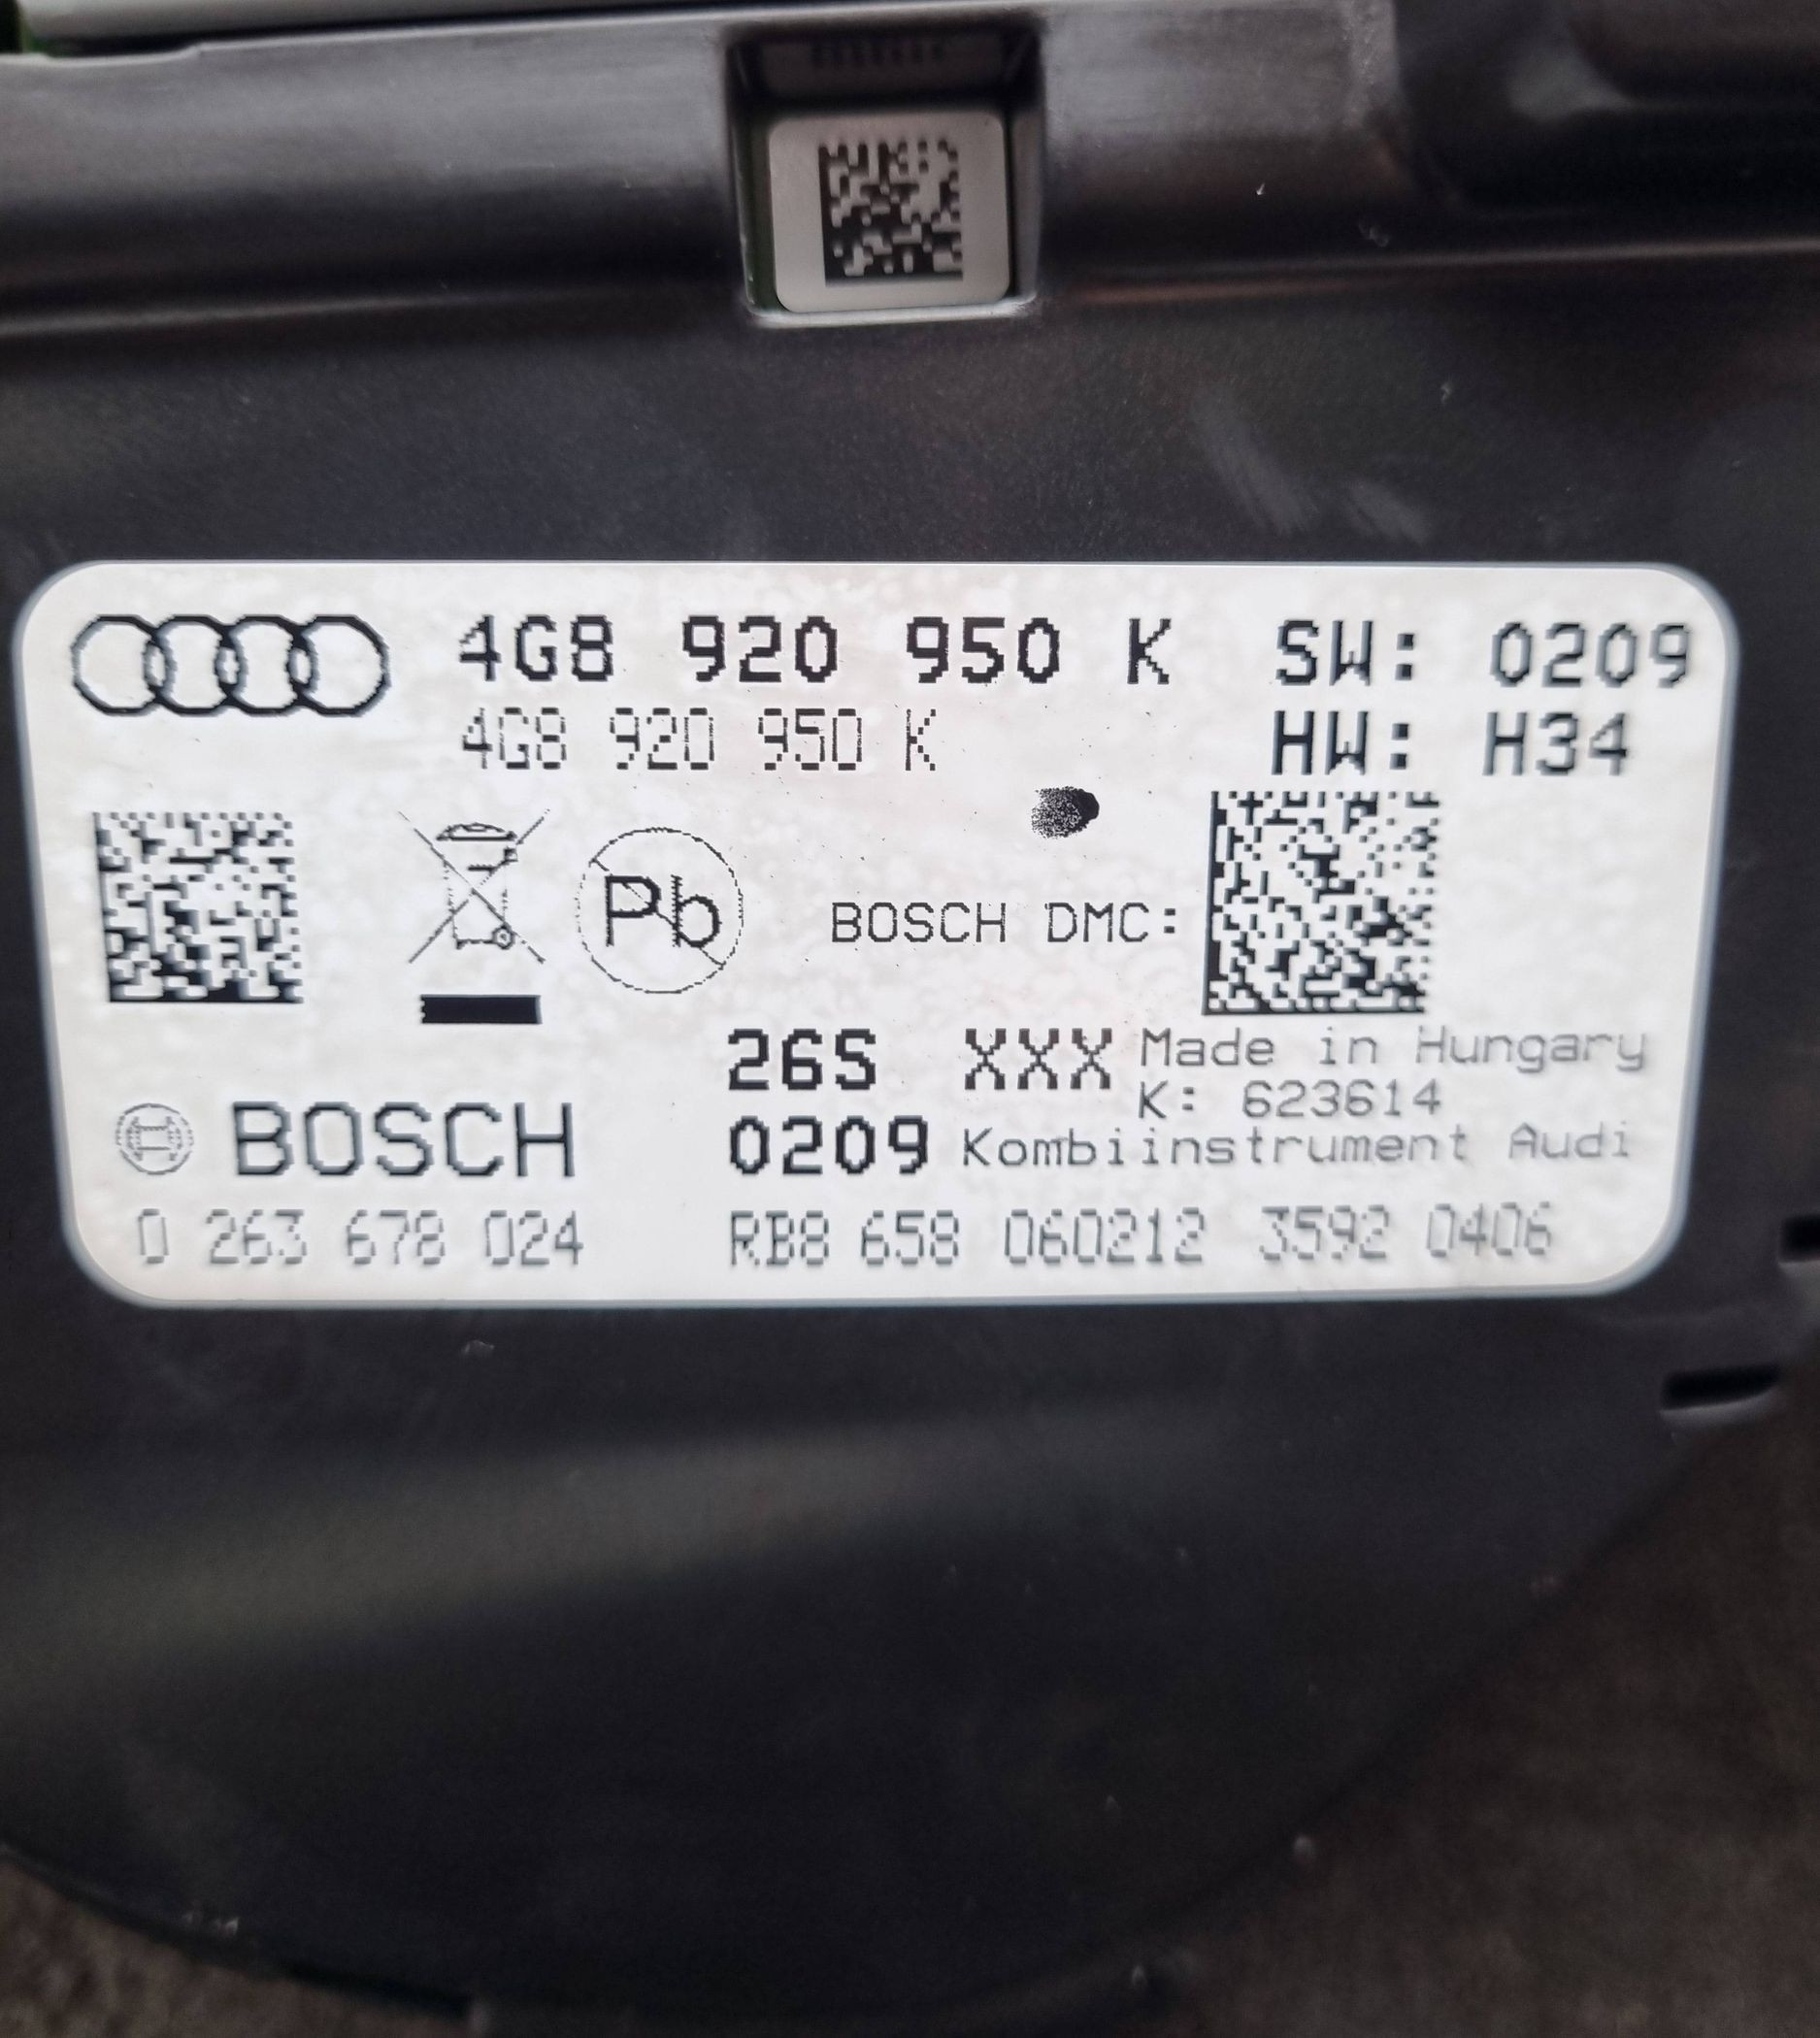 4G8 920 950 K SW: 0209
4G8 920 950 K HW: H34
Pb
BOSCH DMC:
26S XXX Made in Hungary
K: 623614
BOSCH 0209 Kombiinstrument Audi
0 263 678 024 RB8 658 060212 3592 0406